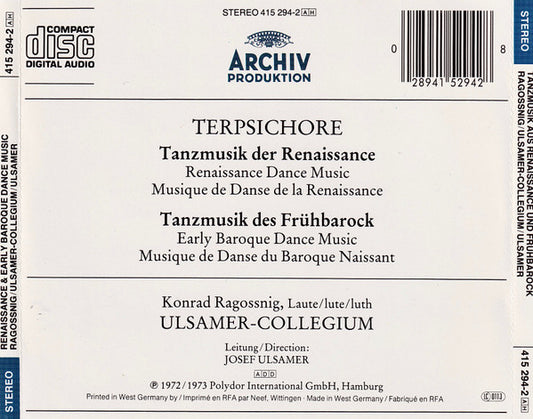 STEREO 415 294-2 AH
COMPACT
disc
DIGITAL AUDIO
ARCHIV
PRODUKTION
0 28941 52942 8
TERPSICHORE
Tanzmusik der Renaissance
Renaissance Dance Music
Musique de Danse de la Renaissance
Tanzmusik des Frühbarock
Early Baroque Dance Music
Musique de Danse du Baroque Naissant
Konrad Ragossnig, Laute/lute/luth
ULSAMER-COLLEGIUM
Leitung/Direction:
JOSEF ULSAMER
ADD
℗ 1972/1973 Polydor International GmbH, Hamburg
Printed in West Germany by / Imprimé en RFA par Neef, Wittingen · Made in West Germany / Fabriqué en RFA
STEREO
RENAISSANCE & EARLY BAROQUE DANCE MUSIC
RAGOSSNIG/ULSAMER-COLLEGIUM/ULSAMER
415 294-2 AH
STEREO
TANZMUSIK AUS RENAISSANCE UND FRÜHBAROCK
RAGOSSNIG/ULSAMER-COLLEGIUM/ULSAMER
415 294-2 AH